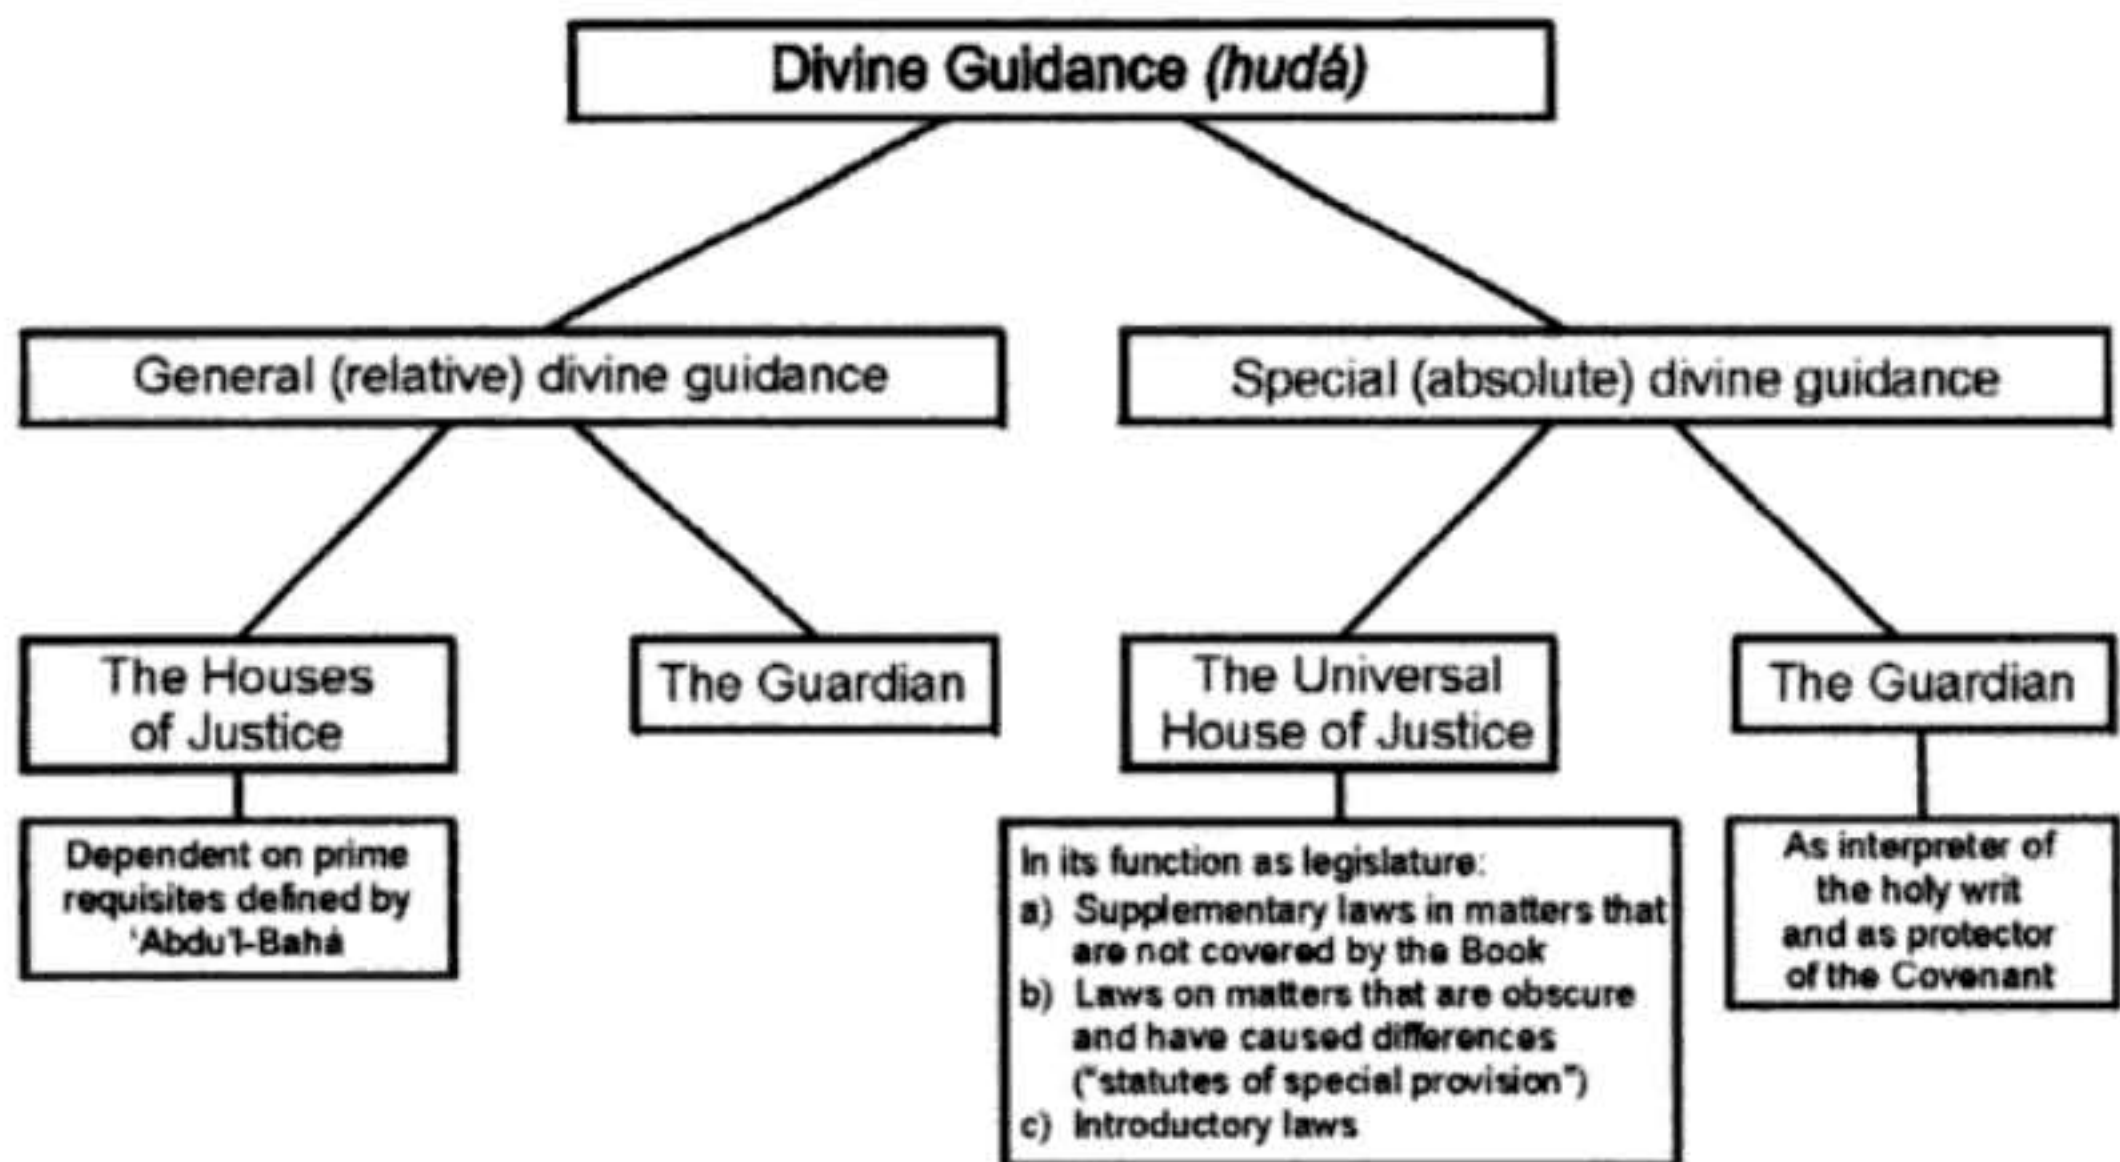 Divine Guidance (hudá)
General (relative) divine guidance
Special (absolute) divine guidance
The Houses
of Justice
The Guardian
The Universal
House of Justice
The Guardian
Dependent on prime
requisites defined by
'Abdu'l-Bahá
In its function as legislature:
a) Supplementary laws in matters that
are not covered by the Book
b) Laws on matters that are obscure
and have caused differences
("statutes of special provision")
c) Introductory laws
As interpreter of
the holy writ
and as protector
of the Covenant